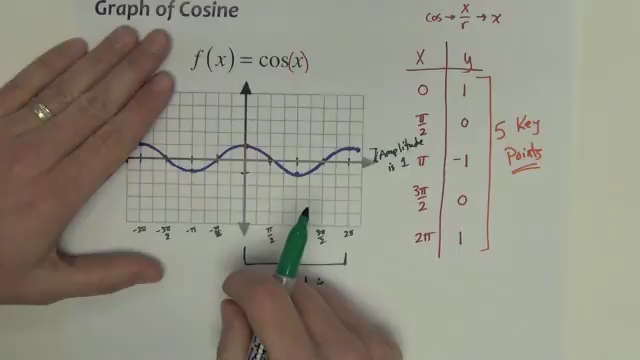 Graph of Cosine
cos → x/r → x
f(x) = cos(x)
x y
0 1
π/2 0
π -1
3π/2 0
2π 1
5 Key
Points
Amplitude
is 1
-2π -3π/2 -π -π/2 π/2 3π/2 2π